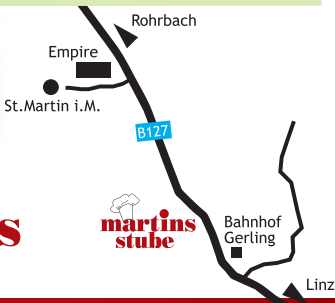 Rohrbach
Empire
St.Martin i.M.
B127
martins
stube
s
Bahnhof
Gerling
Linz